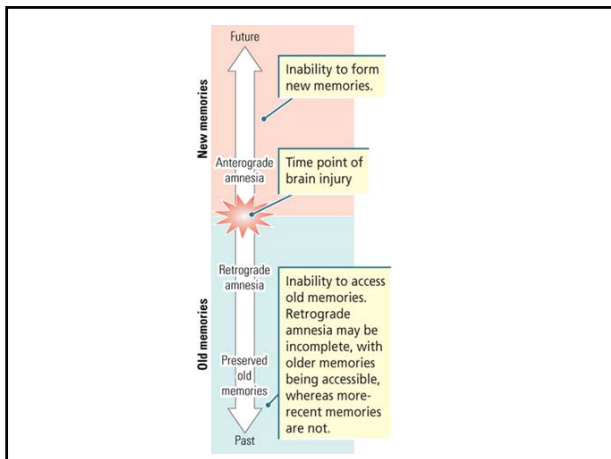 Future
Inability to form
new memories.
New memories
Anterograde
amnesia
Time point of
brain injury
Retrograde
amnesia
Inability to access
old memories.
Retrograde
amnesia may be
incomplete, with
older memories
being accessible,
whereas more-
recent memories
are not.
Old memories
Preserved
old
memories
Past